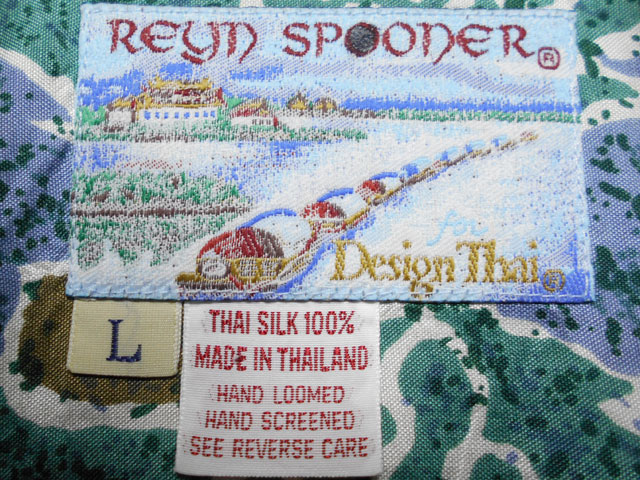 REYN SPOONER ®
for
Design Thai ®
L
THAI SILK 100%
MADE IN THAILAND
HAND LOOMED
HAND SCREENED
SEE REVERSE CARE